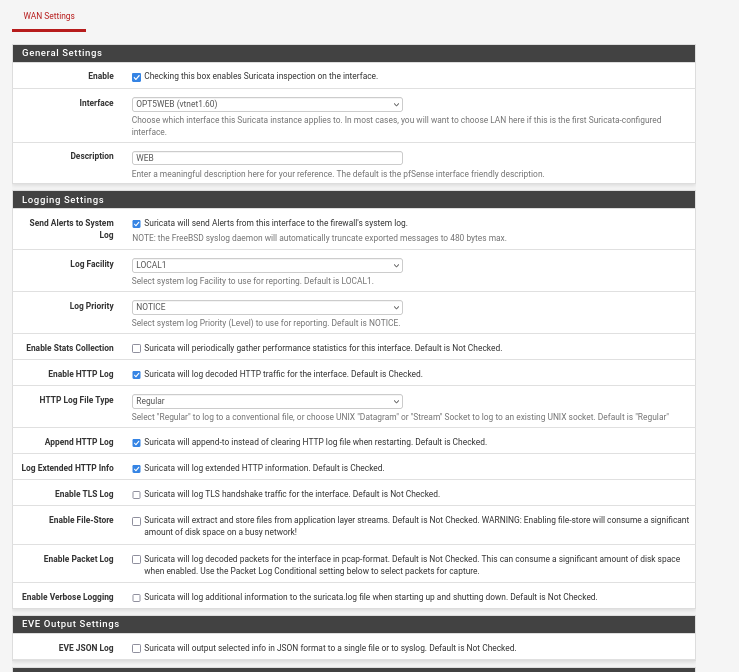 WAN Settings
General Settings
Enable
Checking this box enables Suricata inspection on the interface.
Interface
OPT5WEB (vtnet1.60)
Choose which interface this Suricata instance applies to. In most cases, you will want to choose LAN here if this is the first Suricata-configured
interface.
Description
WEB
Enter a meaningful description here for your reference. The default is the pfSense interface friendly description.
Logging Settings
Send Alerts to System
Log
Suricata will send Alerts from this interface to the firewall's system log.
NOTE: the FreeBSD syslog daemon will automatically truncate exported messages to 480 bytes max.
Log Facility
LOCAL1
Select system log Facility to use for reporting. Default is LOCAL1.
Log Priority
NOTICE
Select system log Priority (Level) to use for reporting. Default is NOTICE.
Enable Stats Collection
Suricata will periodically gather performance statistics for this interface. Default is Not Checked.
Enable HTTP Log
Suricata will log decoded HTTP traffic for the interface. Default is Checked.
HTTP Log File Type
Regular
Select "Regular" to log to a conventional file, or choose UNIX "Datagram" or "Stream" Socket to log to an existing UNIX socket. Default is "Regular"
Append HTTP Log
Suricata will append-to instead of clearing HTTP log file when restarting. Default is Checked.
Log Extended HTTP Info
Suricata will log extended HTTP information. Default is Checked.
Enable TLS Log
Suricata will log TLS handshake traffic for the interface. Default is Not Checked.
Enable File-Store
Suricata will extract and store files from application layer streams. Default is Not Checked. WARNING: Enabling file-store will consume a significant
amount of disk space on a busy network!
Enable Packet Log
Suricata will log decoded packets for the interface in pcap-format. Default is Not Checked. This can consume a significant amount of disk space
when enabled. Use the Packet Log Conditional setting below to select packets for capture.
Enable Verbose Logging
Suricata will log additional information to the suricata.log file when starting up and shutting down. Default is Not Checked.
EVE Output Settings
EVE JSON Log
Suricata will output selected info in JSON format to a single file or to syslog. Default is Not Checked.